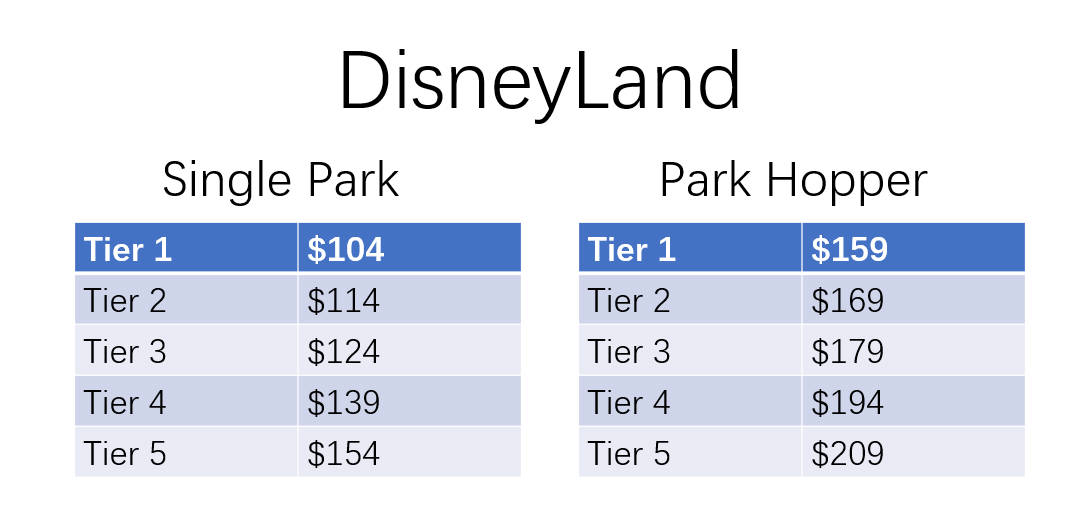 DisneyLand
Single Park
Tier 1 $104
Tier 2 $114
Tier 3 $124
Tier 4 $139
Tier 5 $154
Park Hopper
Tier 1 $159
Tier 2 $169
Tier 3 $179
Tier 4 $194
Tier 5 $209